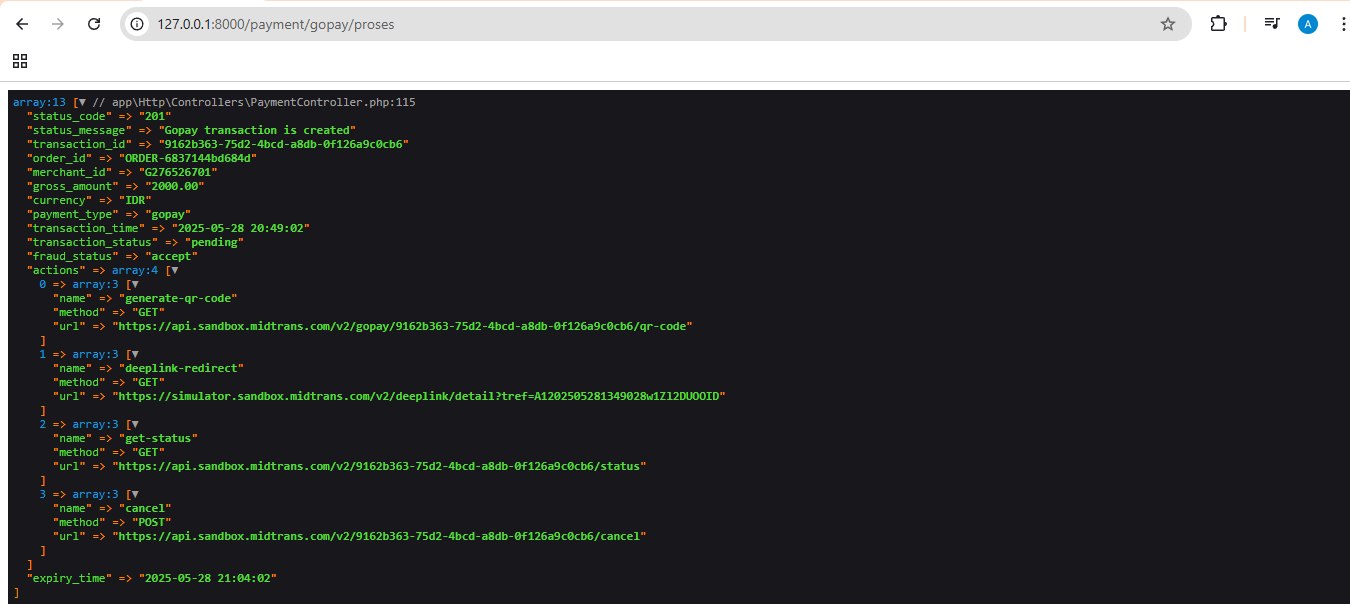 127.0.0.1:8000/payment/gopay/proses
A
array:13 [▼ // app\Http\Controllers\PaymentController.php:115
"status_code" => "201"
"status_message" => "Gopay transaction is created"
"transaction_id" => "9162b363-75d2-4bcd-a8db-0f126a9c0cb6"
"order_id" => "ORDER-6837144bd684d"
"merchant_id" => "G276526701"
"gross_amount" => "2000.00"
"currency" => "IDR"
"payment_type" => "gopay"
"transaction_time" => "2025-05-28 20:49:02"
"transaction_status" => "pending"
"fraud_status" => "accept"
"actions" => array:4 [▼
0 => array:3 [▼
"name" => "generate-qr-code"
"method" => "GET"
"url" => "https://api.sandbox.midtrans.com/v2/gopay/9162b363-75d2-4bcd-a8db-0f126a9c0cb6/qr-code"
]
1 => array:3 [▼
"name" => "deeplink-redirect"
"method" => "GET"
"url" => "https://simulator.sandbox.midtrans.com/v2/deeplink/detail?tref=A1202505281349028w1Zl2DUOOID"
]
2 => array:3 [▼
"name" => "get-status"
"method" => "GET"
"url" => "https://api.sandbox.midtrans.com/v2/9162b363-75d2-4bcd-a8db-0f126a9c0cb6/status"
]
3 => array:3 [▼
"name" => "cancel"
"method" => "POST"
"url" => "https://api.sandbox.midtrans.com/v2/9162b363-75d2-4bcd-a8db-0f126a9c0cb6/cancel"
]
]
"expiry_time" => "2025-05-28 21:04:02"
]